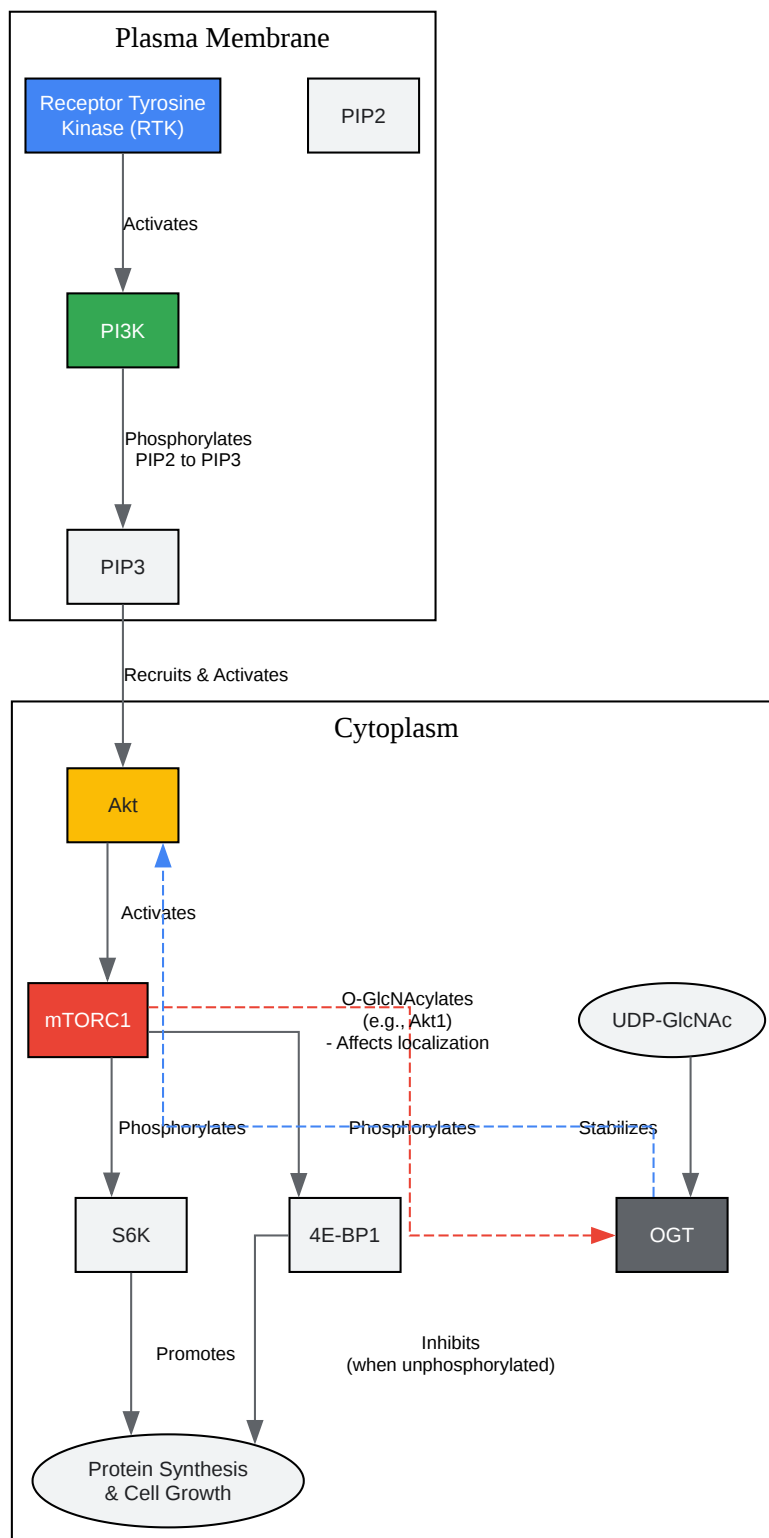 Plasma Membrane
Receptor Tyrosine
Kinase (RTK)
PIP2
Activates
PI3K
Phosphorylates
PIP2 to PIP3
PIP3
Recruits & Activates
Cytoplasm
Akt
Activates
mTORC1
O-GlcNAcylates
(e.g., Akt1)
- Affects localization
UDP-GlcNAc
Phosphorylates
Phosphorylates
Stabilizes
S6K
4E-BP1
OGT
Promotes
Inhibits
(when unphosphorylated)
Protein Synthesis
& Cell Growth